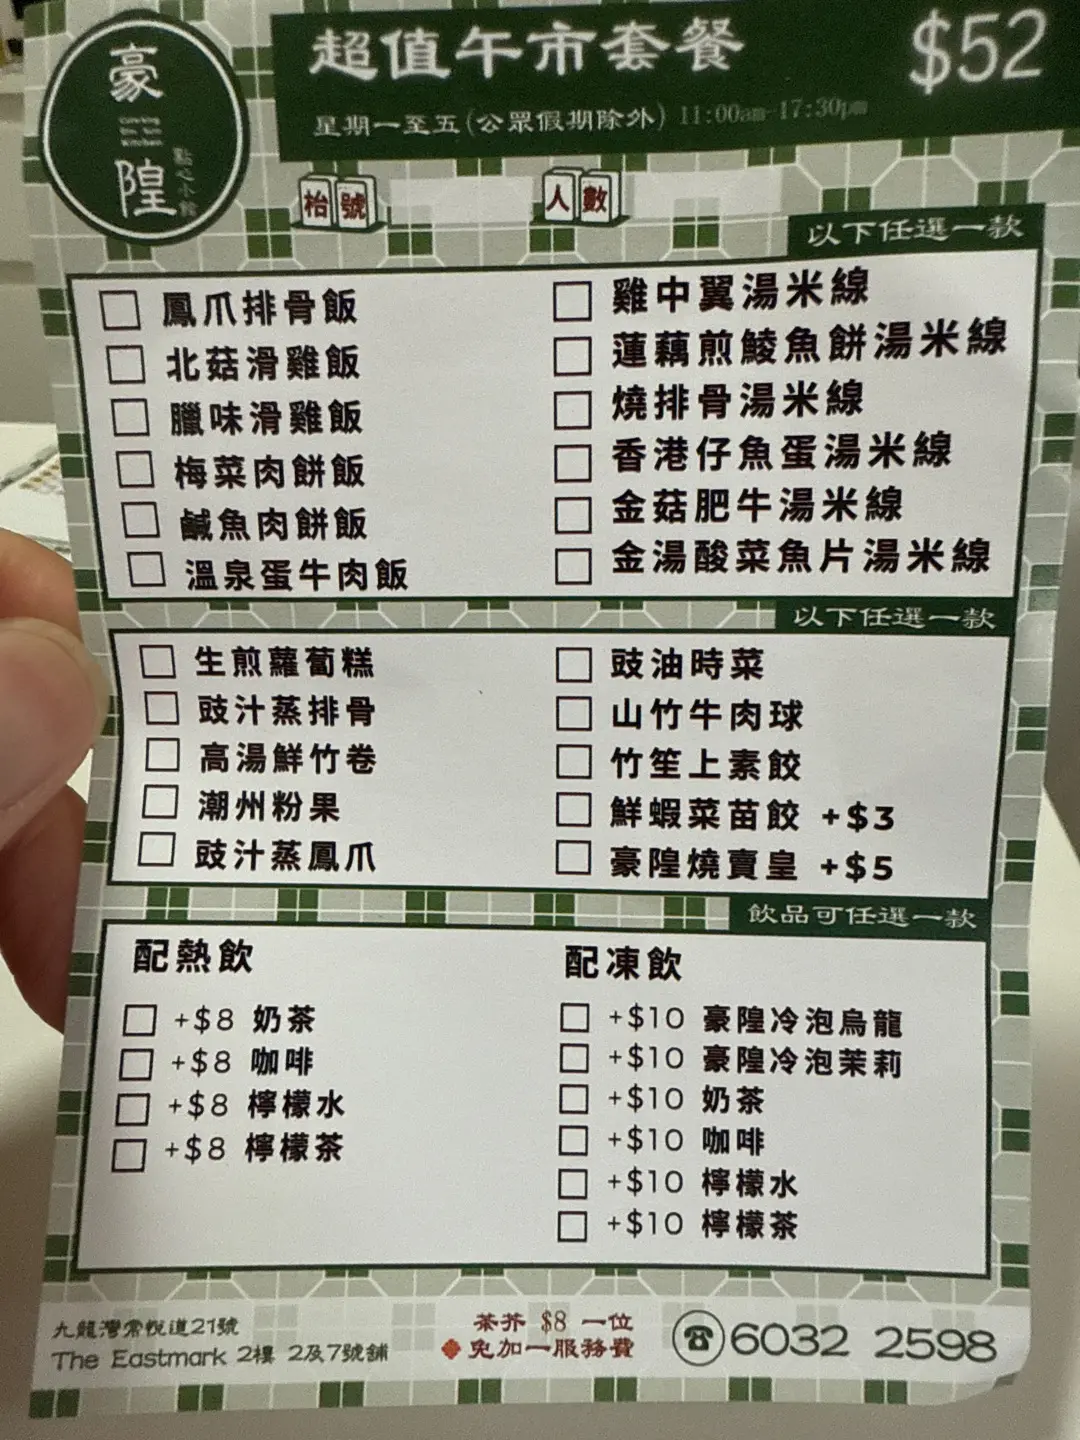 豪隍
點心小館
超值午市套餐
$52
星期一至五(公眾假期除外) 11:00am-17:30pm
枱號
人數
以下任選一款
鳳爪排骨飯
北菇滑雞飯
臘味滑雞飯
梅菜肉餅飯
鹹魚肉餅飯
溫泉蛋牛肉飯
雞中翼湯米線
蓮藕煎鯪魚餅湯米線
燒排骨湯米線
香港仔魚蛋湯米線
金菇肥牛湯米線
金湯酸菜魚片湯米線
以下任選一款
生煎蘿蔔糕
豉汁蒸排骨
高湯鮮竹卷
潮州粉果
豉汁蒸鳳爪
豉油時菜
山竹牛肉球
竹笙上素餃
鮮蝦菜苗餃 +$3
豪隍燒賣皇 +$5
飲品可任選一款
配熱飲
+$8 奶茶
+$8 咖啡
+$8 檸檬水
+$8 檸檬茶
配凍飲
+$10 豪隍冷泡烏龍
+$10 豪隍冷泡茉莉
+$10 奶茶
+$10 咖啡
+$10 檸檬水
+$10 檸檬茶
九龍灣常悅道21號
The Eastmark 2樓 2及7號舖
茶芥 $8 一位
免加一服務費
6032 2598